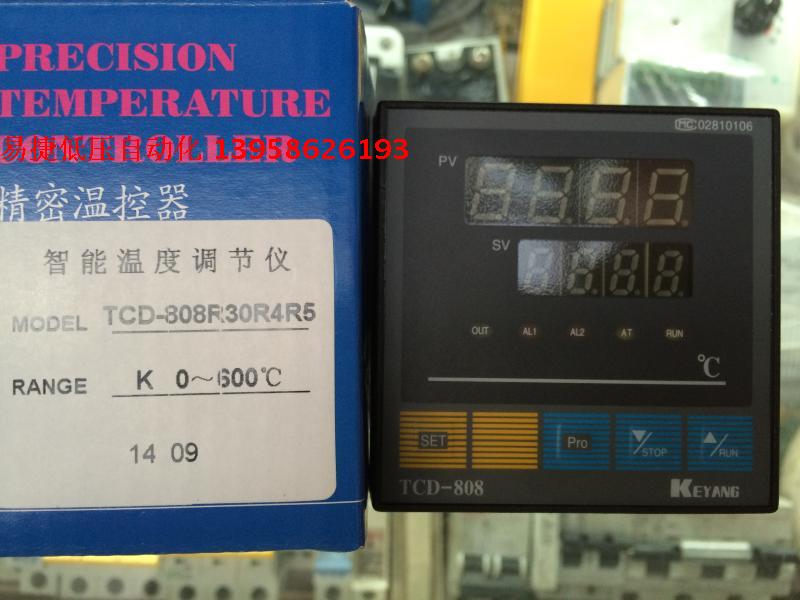 PRECISION
TEMPERATURE
CONTROLLER
易捷低压自动化 13958626193
精密温控器
智能温度调节仪
MODEL TCD-808R30R4R5
RANGE K 0～600℃
14 09
MC 02810106
PV
SV
OUT AL1 AL2 AT RUN
℃
SET Pro /STOP /RUN
TCD-808 KEYANG